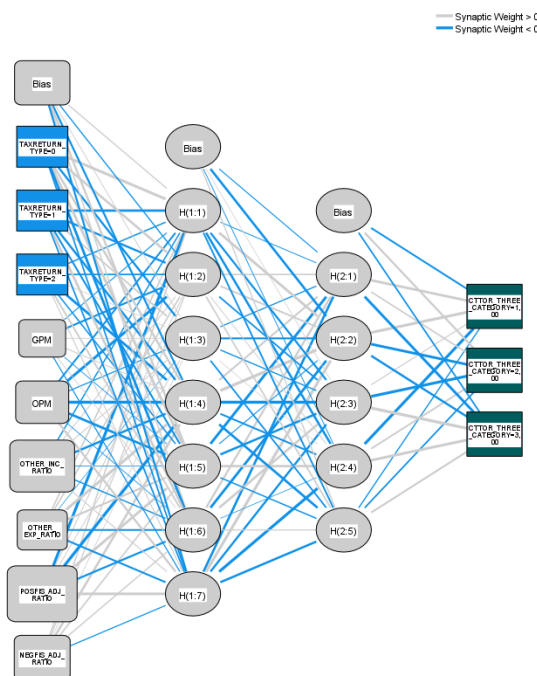 Synaptic Weight > 0
Synaptic Weight < 0
Bias
TAXRETURN_
TYPE=0
TAXRETURN_
TYPE=1
TAXRETURN_
TYPE=2
GPM
OPM
OTHER_INC_
RATIO
OTHER_
EXP_RATIO
POSFIS_ADJ_
RATIO
NEGFIS_ADJ_
RATIO
Bias
H(1:1)
H(1:2)
H(1:3)
H(1:4)
H(1:5)
H(1:6)
H(1:7)
Bias
H(2:1)
H(2:2)
H(2:3)
H(2:4)
H(2:5)
CTTOR_THREE
_CATEGORY=1,
00
CTTOR_THREE
_CATEGORY=2,
00
CTTOR_THREE
_CATEGORY=3,
00